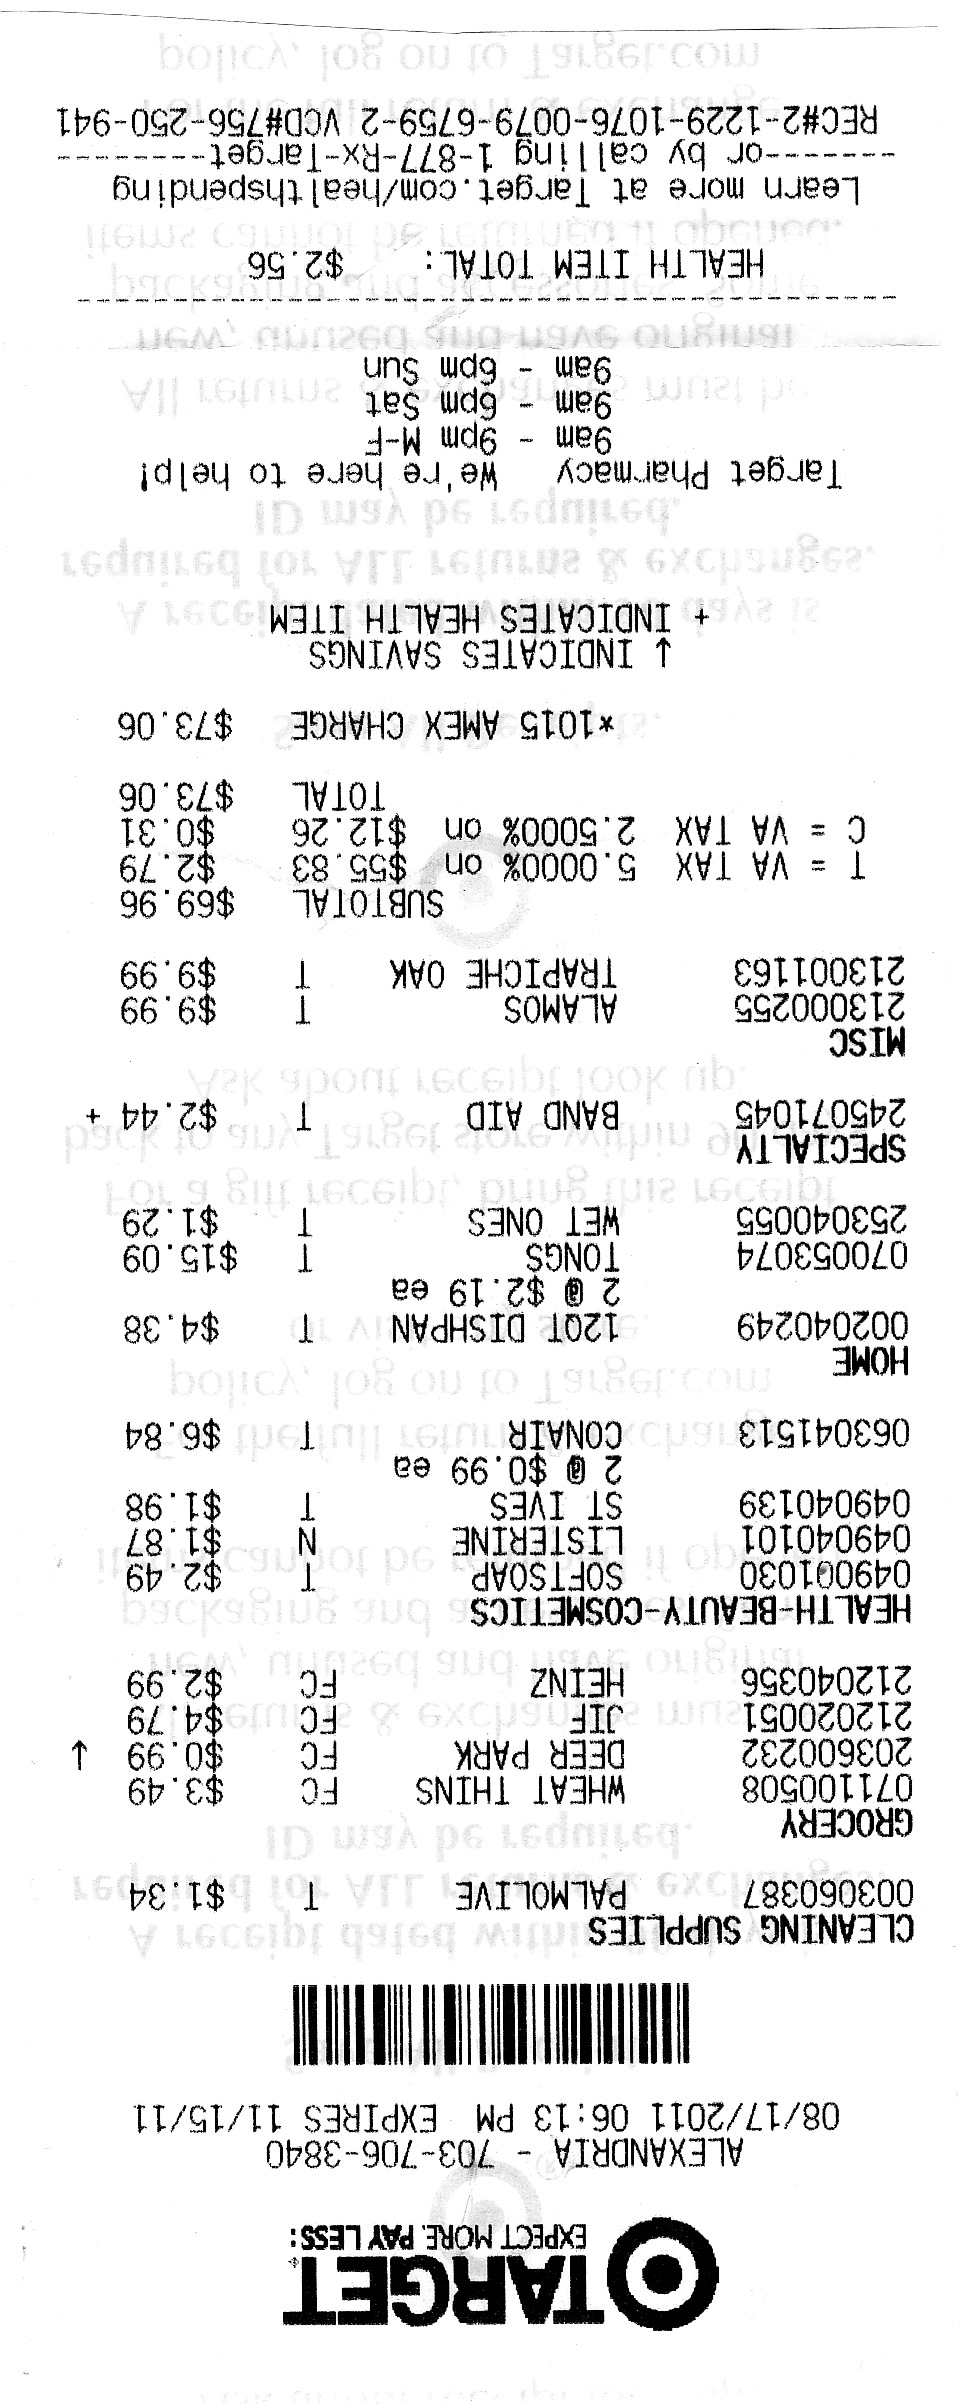 TARGET
EXPECT MORE. PAY LESS.®
ALEXANDRIA - 703-706-3840
08/17/2011 06:13 PM EXPIRES 11/15/11
CLEANING SUPPLIES
003060387 PALMOLIVE T $1.34
GROCERY
071100508 WHEAT THINS FC $3.49
203600232 DEER PARK FC $0.99 ↓
212020051 JIF FC $4.79
212040356 HEINZ FC $2.99
HEALTH-BEAUTY-COSMETICS
049001030 SOFTSOAP T $2.49
049040101 LISTERINE N $1.87
049040139 ST IVES T $1.98
2 @ $0.99 ea
063041513 CONAIR T $6.84
HOME
002040249 12QT DISHPAN T $4.38
2 @ $2.19 ea
070053074 TONGS T $15.09
253040055 WET ONES T $1.29
SPECIALTY
245071045 BAND AID T $2.44 +
MISC
213000255 ALAMOS T $9.99
213001163 TRAPICHE OAK T $9.99
SUBTOTAL $69.96
T = VA TAX 5.0000% on $55.83 $2.79
C = VA TAX 2.5000% on $12.26 $0.31
TOTAL $73.06
*1015 AMEX CHARGE $73.06
↓ INDICATES SAVINGS
+ INDICATES HEALTH ITEM
Target Pharmacy We're here to help!
9am - 9pm M-F
9am - 6pm Sat
9am - 6pm Sun
--------------------------------------------
HEALTH ITEM TOTAL: $2.56
Learn more at Target.com/healthspending
-------or by calling 1-877-Rx-Target---------
REC#2-1229-1076-0079-6759-2 VCD#756-250-941